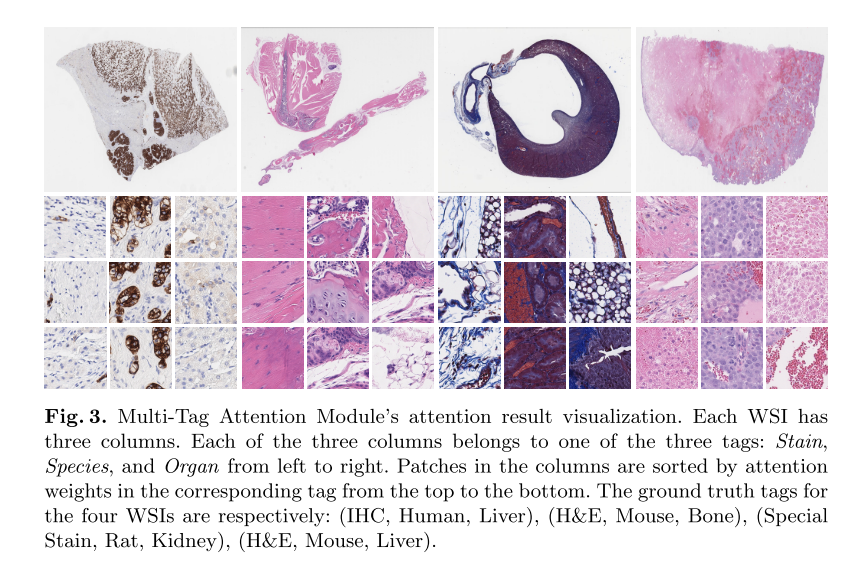 Fig. 3. Multi-Tag Attention Module's attention result visualization. Each WSI has
three columns. Each of the three columns belongs to one of the three tags: Stain,
Species, and Organ from left to right. Patches in the columns are sorted by attention
weights in the corresponding tag from the top to the bottom. The ground truth tags for
the four WSIs are respectively: (IHC, Human, Liver), (H&E, Mouse, Bone), (Special
Stain, Rat, Kidney), (H&E, Mouse, Liver).